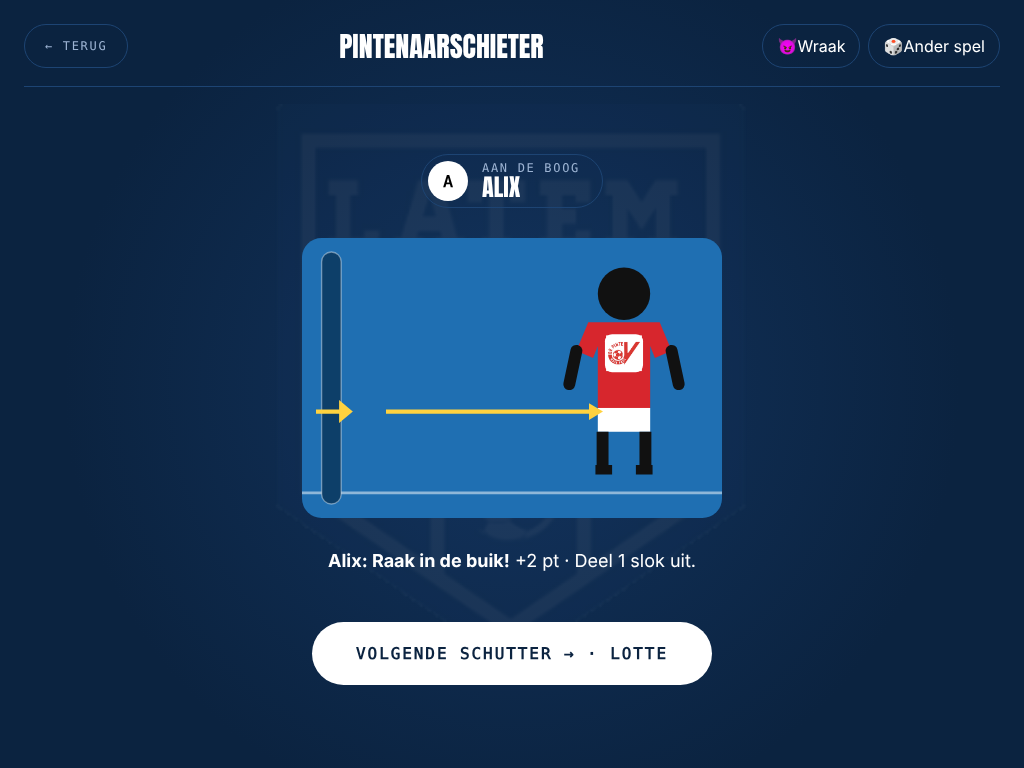 ← TERUG
PINTENAARSCHIETER
😈Wraak
🎲Ander spel
LATEM
A
AAN DE BOOG
ALIX
Alix: Raak in de buik! +2 pt · Deel 1 slok uit.
VOLGENDE SCHUTTER → · LOTTE